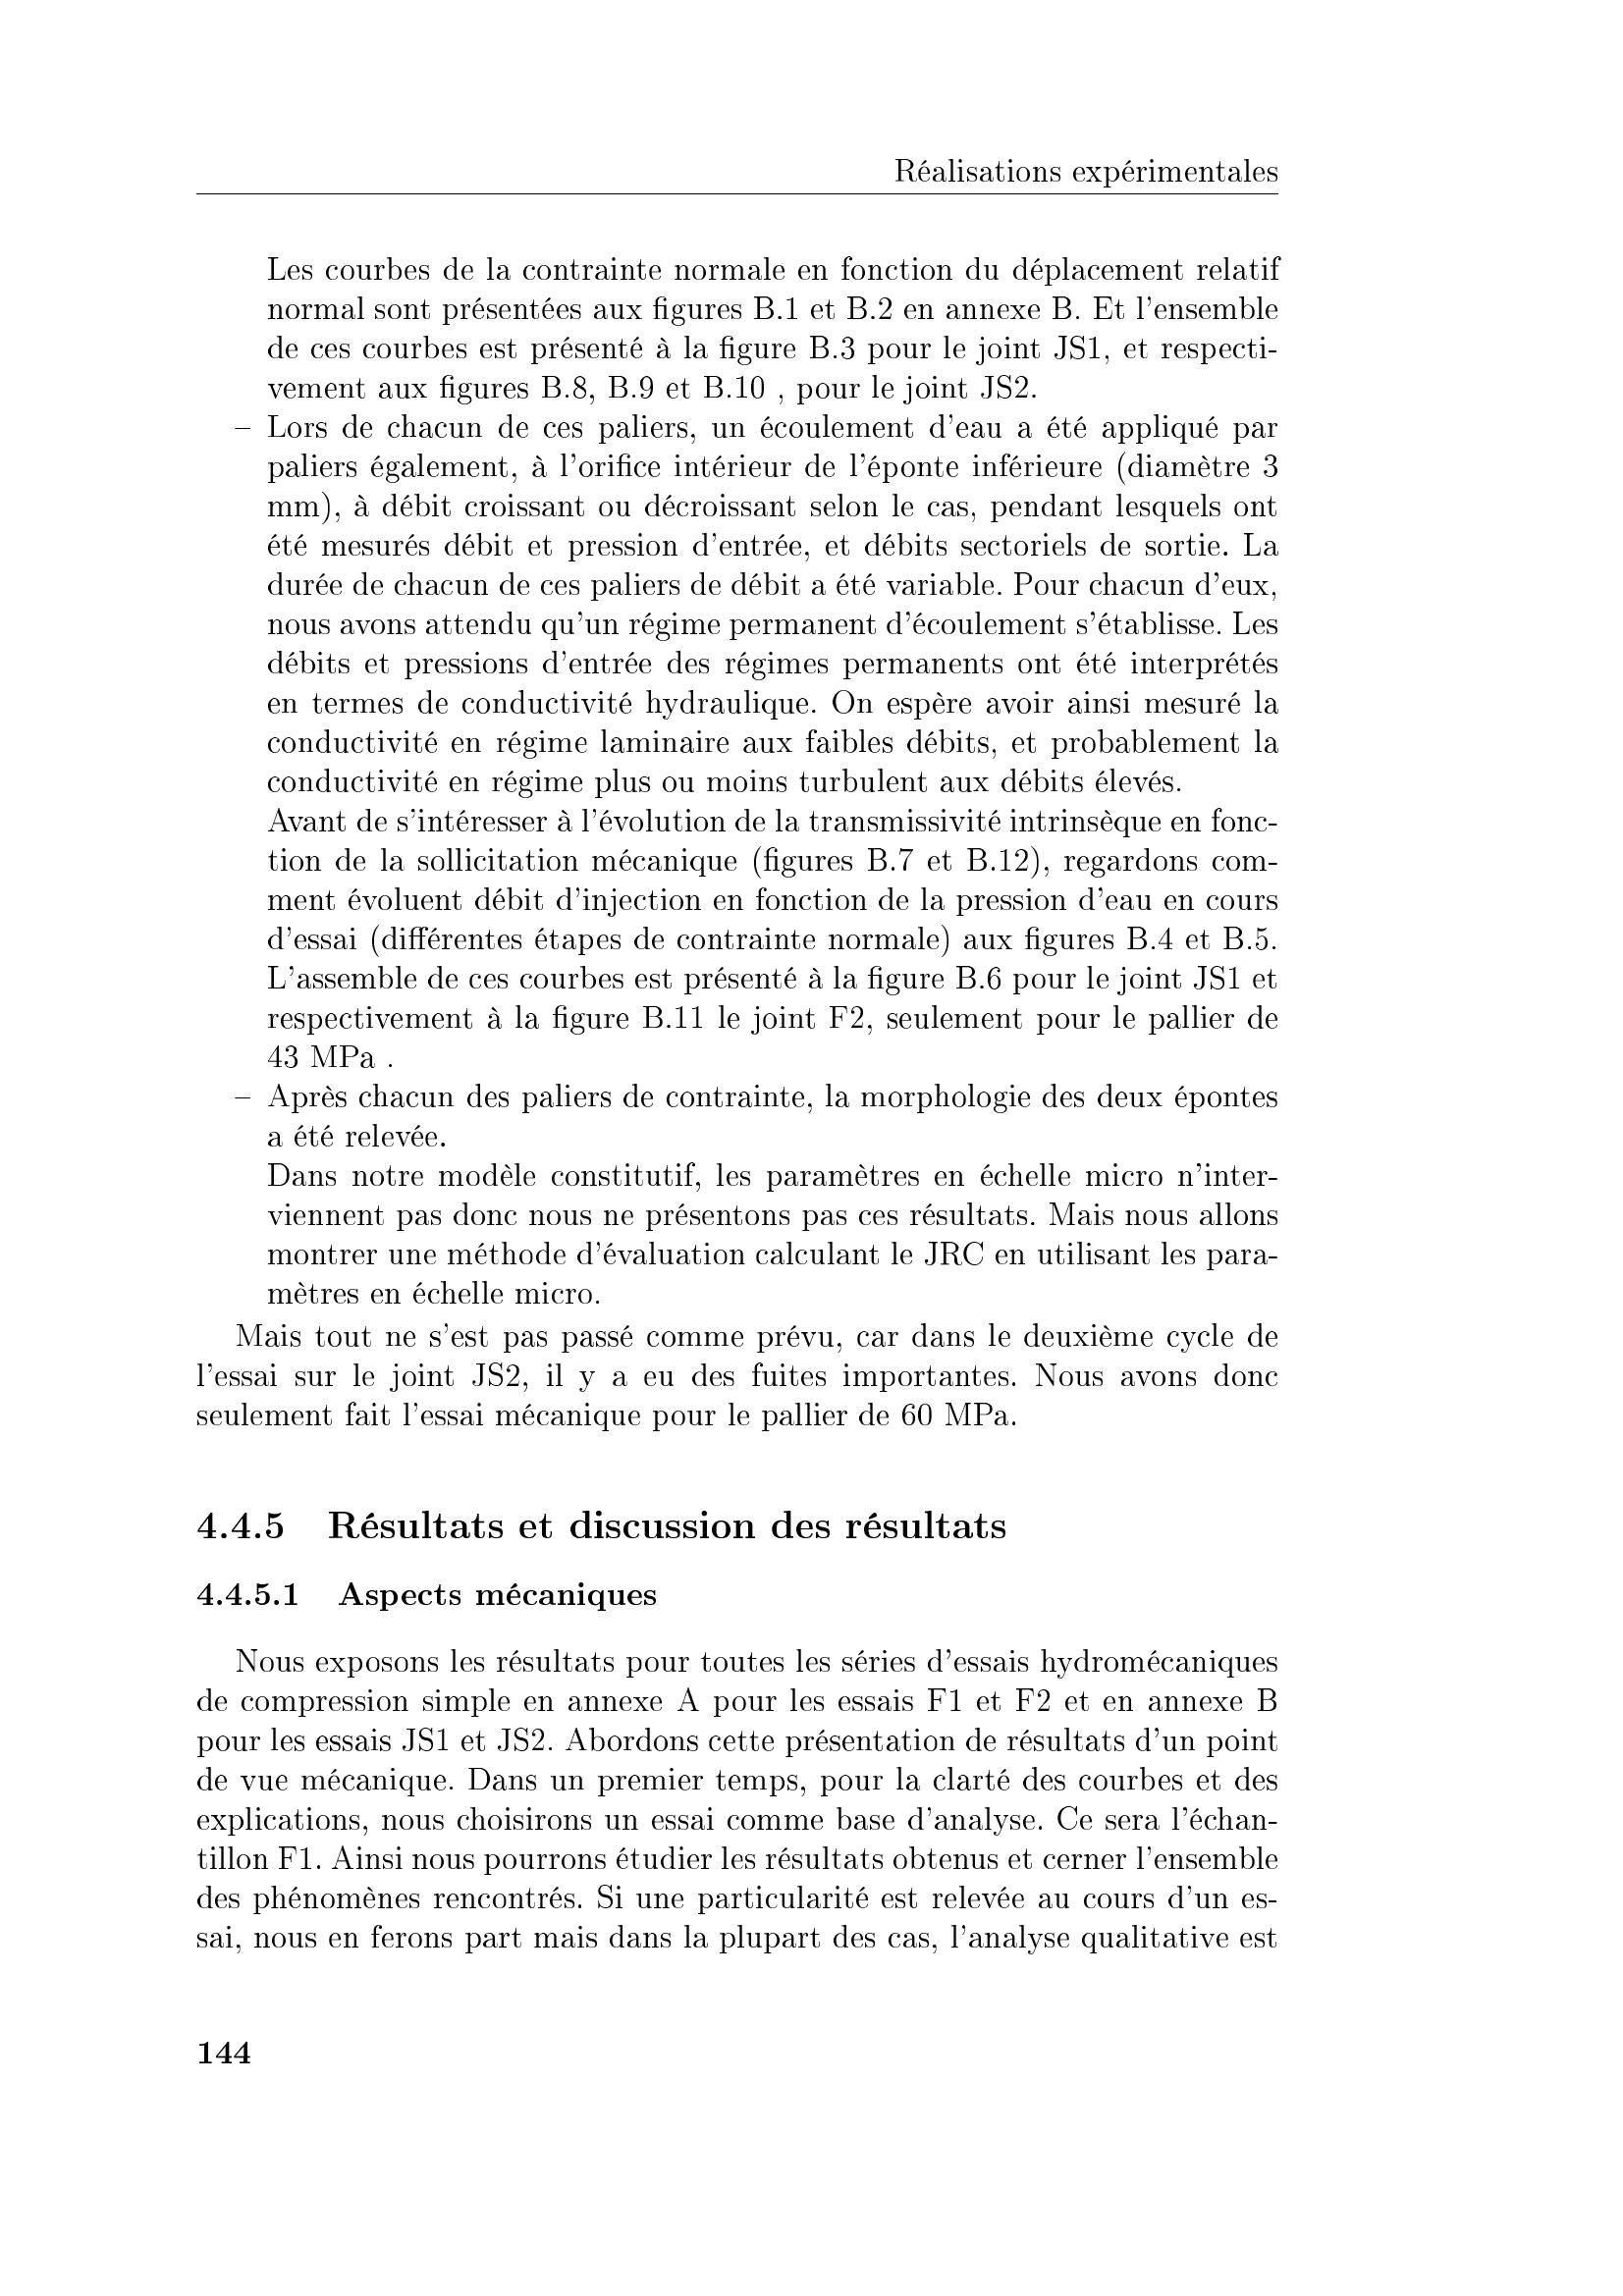 Réalisations expérimentales
Les courbes de la contrainte normale en fonction du déplacement relatif
normal sont présentées aux figures B.1 et B.2 en annexe B. Et l'ensemble
de ces courbes est présenté à la figure B.3 pour le joint JS1, et respecti-
vement aux figures B.8, B.9 et B.10 , pour le joint JS2.
– Lors de chacun de ces paliers, un écoulement d'eau a été appliqué par
paliers également, à l'orifice intérieur de l'éponte inférieure (diamètre 3
mm), à débit croissant ou décroissant selon le cas, pendant lesquels ont
été mesurés débit et pression d'entrée, et débits sectoriels de sortie. La
durée de chacun de ces paliers de débit a été variable. Pour chacun d'eux,
nous avons attendu qu'un régime permanent d'écoulement s'établisse. Les
débits et pressions d'entrée des régimes permanents ont été interprétés
en termes de conductivité hydraulique. On espère avoir ainsi mesuré la
conductivité en régime laminaire aux faibles débits, et probablement la
conductivité en régime plus ou moins turbulent aux débits élevés.
Avant de s'intéresser à l'évolution de la transmissivité intrinsèque en fonc-
tion de la sollicitation mécanique (figures B.7 et B.12), regardons com-
ment évoluent débit d'injection en fonction de la pression d'eau en cours
d'essai (différentes étapes de contrainte normale) aux figures B.4 et B.5.
L'assemble de ces courbes est présenté à la figure B.6 pour le joint JS1 et
respectivement à la figure B.11 le joint F2, seulement pour le pallier de
43 MPa .
– Après chacun des paliers de contrainte, la morphologie des deux épontes
a été relevée.
Dans notre modèle constitutif, les paramètres en échelle micro n'inter-
viennent pas donc nous ne présentons pas ces résultats. Mais nous allons
montrer une méthode d'évaluation calculant le JRC en utilisant les para-
mètres en échelle micro.
Mais tout ne s'est pas passé comme prévu, car dans le deuxième cycle de
l'essai sur le joint JS2, il y a eu des fuites importantes. Nous avons donc
seulement fait l'essai mécanique pour le pallier de 60 MPa.
4.4.5 Résultats et discussion des résultats
4.4.5.1 Aspects mécaniques
Nous exposons les résultats pour toutes les séries d'essais hydromécaniques
de compression simple en annexe A pour les essais F1 et F2 et en annexe B
pour les essais JS1 et JS2. Abordons cette présentation de résultats d'un point
de vue mécanique. Dans un premier temps, pour la clarté des courbes et des
explications, nous choisirons un essai comme base d'analyse. Ce sera l'échan-
tillon F1. Ainsi nous pourrons étudier les résultats obtenus et cerner l'ensemble
des phénomènes rencontrés. Si une particularité est relevée au cours d'un es-
sai, nous en ferons part mais dans la plupart des cas, l'analyse qualitative est
144